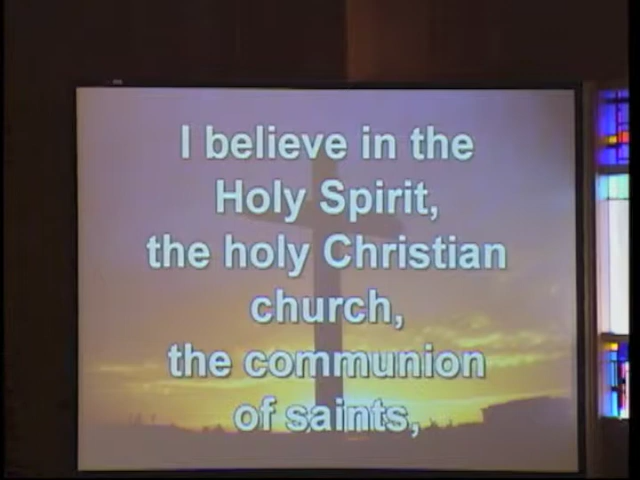 I believe in the
Holy Spirit,
the holy Christian
church,
the communion
of saints,